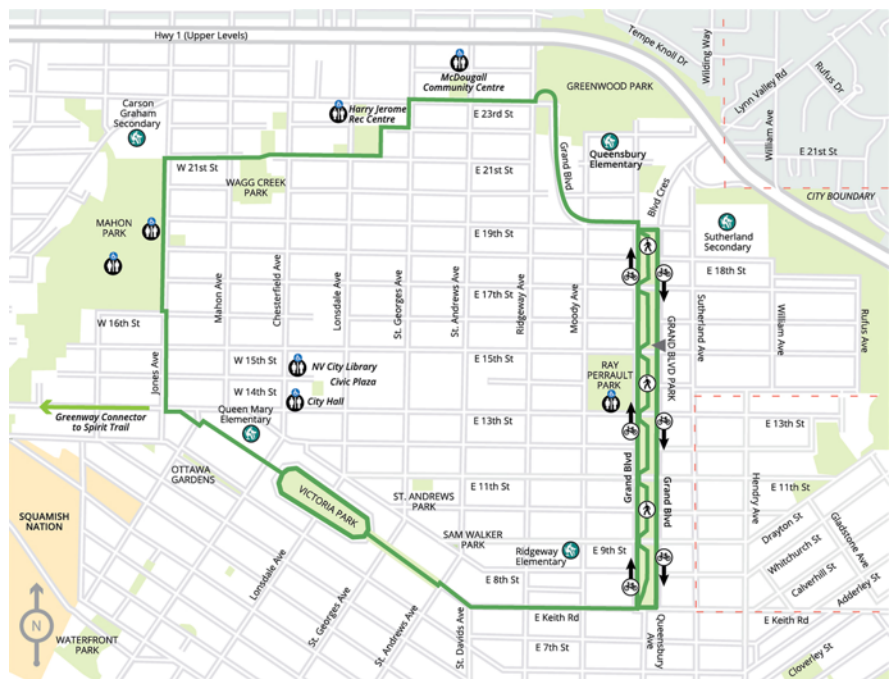 Hwy 1 (Upper Levels)
Tempe Knoll Dr
Wilding Way
McDougall
Community Centre
GREENWOOD PARK
Lynn Valley Rd
Rufus Dr
Carson
Graham
Secondary
Harry Jerome
Rec Centre
E 23rd St
William Ave
Queensbury
Elementary
E 21st St
W 21st St
E 21st St
Grand Blvd
WAGG CREEK
PARK
Blvd Cres
CITY BOUNDARY
MAHON
PARK
E 19th St
Sutherland
Secondary
E 18th St
Mahon Ave
Chesterfield Ave
Lonsdale Ave
St. Georges Ave
St. Andrews Ave
Ridgeway Ave
Moody Ave
E 17th St
GRAND BLVD PARK
Sutherland Ave
William Ave
Rufus Ave
W 16th St
Jones Ave
W 15th St
NV City Library
Civic Plaza
E 15th St
RAY
PERRAULT
PARK
W 14th St
City Hall
Greenway Connector
to Spirit Trail
Queen Mary
Elementary
E 13th St
E 13th St
OTTAWA
GARDENS
E 11th St
Grand Blvd
Grand Blvd
Hendry Ave
E 11th St
VICTORIA PARK
ST. ANDREWS
PARK
SQUAMISH
NATION
Drayton St
Gladstone Ave
SAM WALKER
PARK
Ridgeway
Elementary
E 9th St
Whitchurch St
Lonsdale Ave
E 8th St
Calverhill St
Adderley St
N
St. Georges Ave
St. Andrews Ave
St. Davids Ave
E Keith Rd
Queensbury
Ave
E Keith Rd
WATERFRONT
PARK
E 7th St
Cloverley St